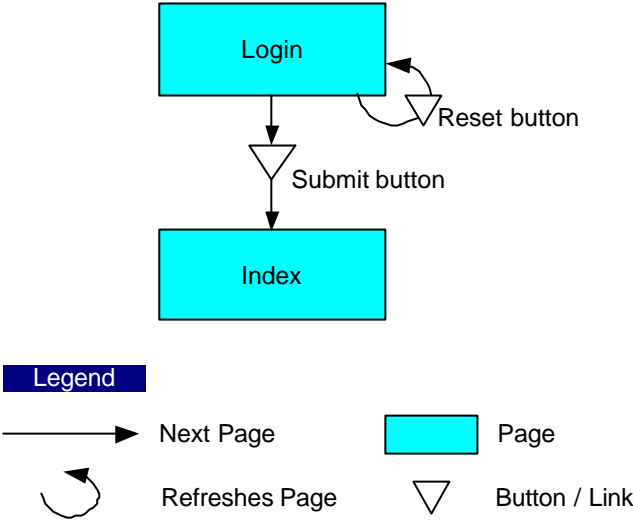 Login
Reset button
Submit button
Index
Legend
Next Page
Page
Refreshes Page
Button / Link